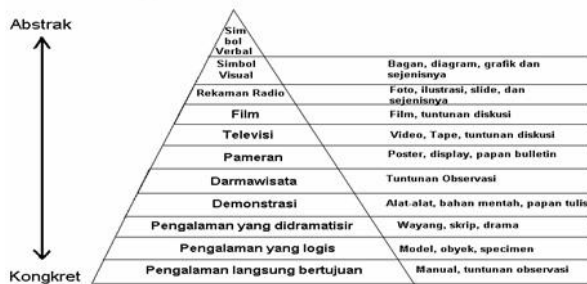 Abstrak
Sim
bol
Verbal
Simbol
Visual
Bagan, diagram, grafik dan
sejenisnya
Rekaman Radio
Foto, ilustrasi, slide, dan
sejenisnya
Film
Film, tuntunan diskusi
Televisi
Video, Tape, tuntunan diskusi
Pameran
Poster, display, papan bulletin
Darmawisata
Tuntunan Observasi
Demonstrasi
Alat-alat, bahan mentah, papan tulis
Pengalaman yang didramatisir
Wayang, skrip, drama
Pengalaman yang logis
Model, obyek, specimen
Pengalaman langsung bertujuan
Manual, tuntunan observasi
Kongkret